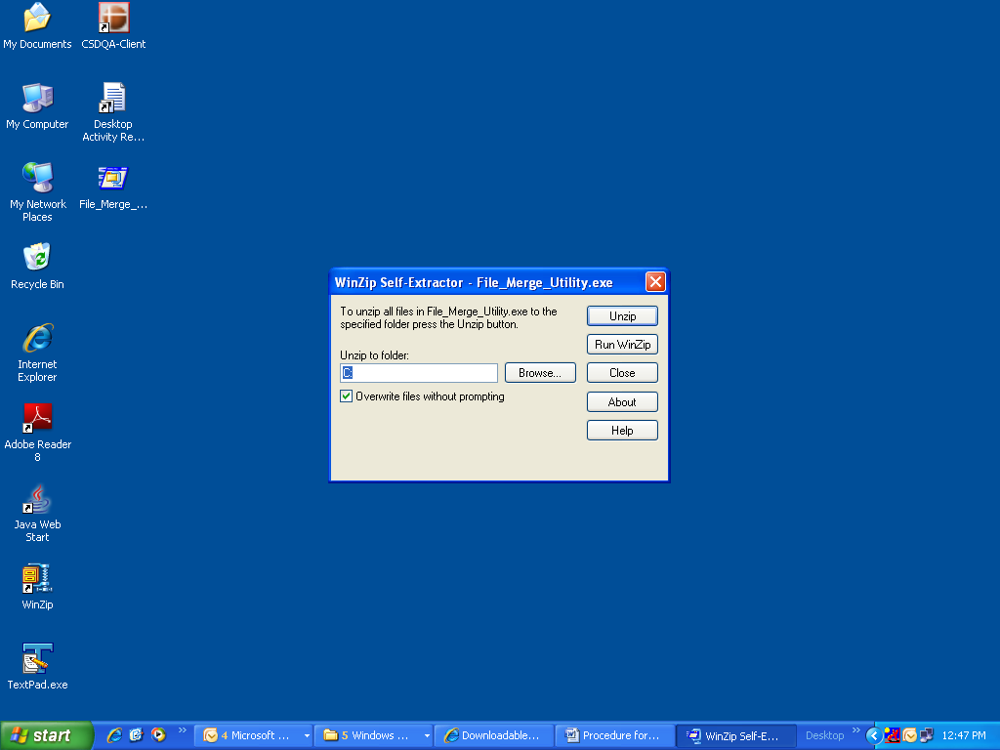 My Documents
CSDQA-Client
My Computer
Desktop
Activity Re...
My Network
Places
File_Merge_...
Recycle Bin
Internet
Explorer
Adobe Reader
8
Java Web
Start
WinZip
TextPad.exe
WinZip Self-Extractor - File_Merge_Utility.exe
To unzip all files in File_Merge_Utility.exe to the
specified folder press the Unzip button.
Unzip to folder:
C:
Browse...
Overwrite files without prompting
Unzip
Run WinZip
Close
About
Help
start
4 Microsoft ...
5 Windows ...
Downloadable...
Procedure for...
WinZip Self-E...
Desktop
12:47 PM